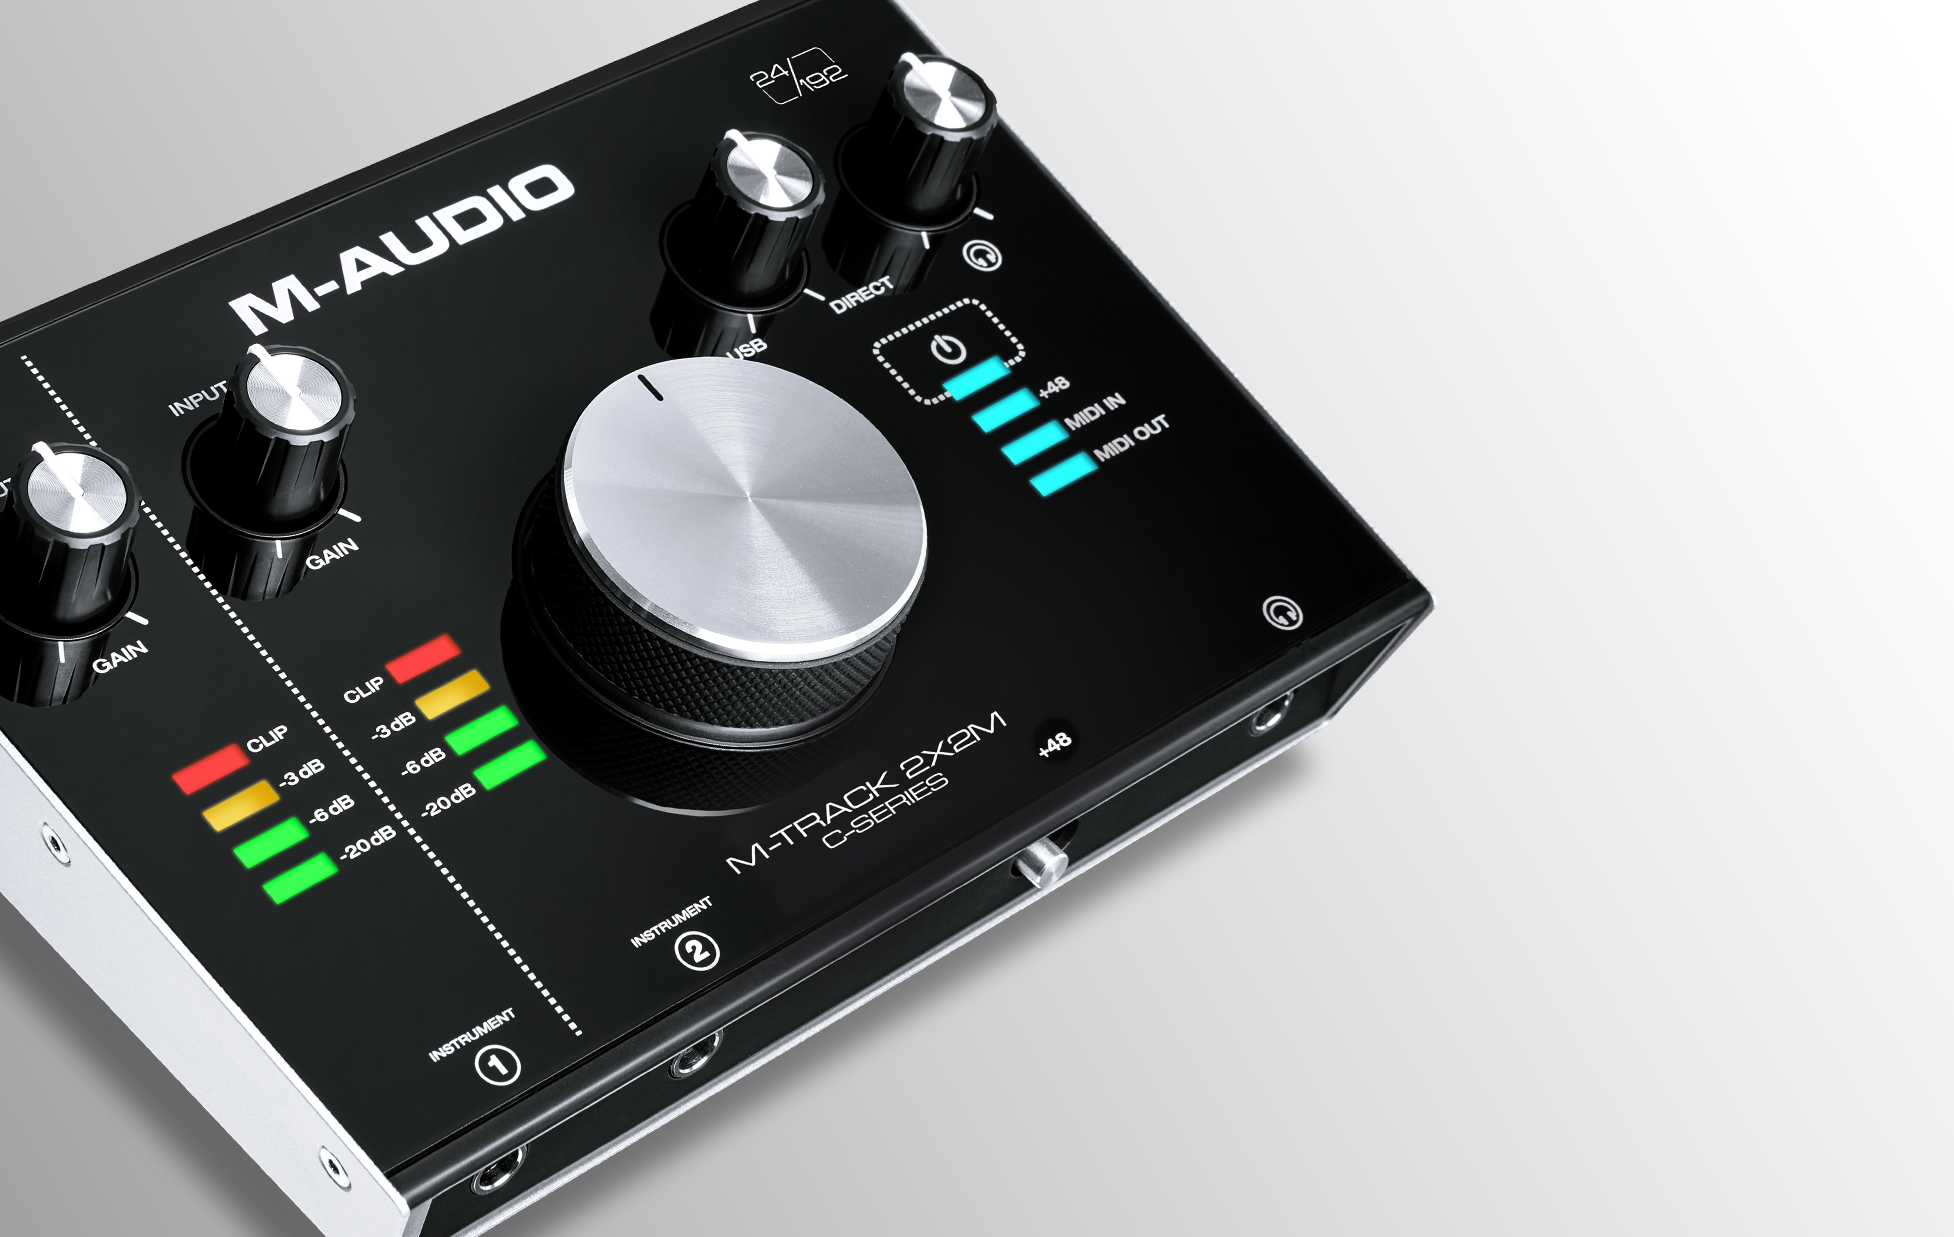 24/192
M-AUDIO
DIRECT
USB
INPUT
GAIN
GAIN
+48
MIDI IN
MIDI OUT
CLIP
-3dB
-6dB
-20dB
CLIP
-3dB
-6dB
-20dB
M-TRACK 2X2M
C-SERIES
+48
INSTRUMENT
2
INSTRUMENT
1